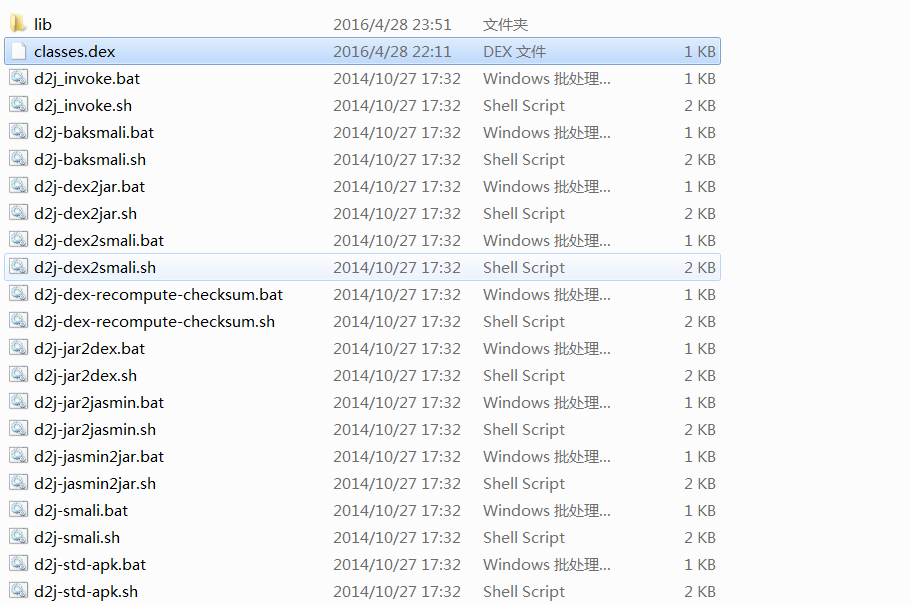 lib 2016/4/28 23:51 文件夹
classes.dex 2016/4/28 22:11 DEX 文件 1 KB
d2j_invoke.bat 2014/10/27 17:32 Windows 批处理... 1 KB
d2j_invoke.sh 2014/10/27 17:32 Shell Script 2 KB
d2j-baksmali.bat 2014/10/27 17:32 Windows 批处理... 1 KB
d2j-baksmali.sh 2014/10/27 17:32 Shell Script 2 KB
d2j-dex2jar.bat 2014/10/27 17:32 Windows 批处理... 1 KB
d2j-dex2jar.sh 2014/10/27 17:32 Shell Script 2 KB
d2j-dex2smali.bat 2014/10/27 17:32 Windows 批处理... 1 KB
d2j-dex2smali.sh 2014/10/27 17:32 Shell Script 2 KB
d2j-dex-recompute-checksum.bat 2014/10/27 17:32 Windows 批处理... 1 KB
d2j-dex-recompute-checksum.sh 2014/10/27 17:32 Shell Script 2 KB
d2j-jar2dex.bat 2014/10/27 17:32 Windows 批处理... 1 KB
d2j-jar2dex.sh 2014/10/27 17:32 Shell Script 2 KB
d2j-jar2jasmin.bat 2014/10/27 17:32 Windows 批处理... 1 KB
d2j-jar2jasmin.sh 2014/10/27 17:32 Shell Script 2 KB
d2j-jasmin2jar.bat 2014/10/27 17:32 Windows 批处理... 1 KB
d2j-jasmin2jar.sh 2014/10/27 17:32 Shell Script 2 KB
d2j-smali.bat 2014/10/27 17:32 Windows 批处理... 1 KB
d2j-smali.sh 2014/10/27 17:32 Shell Script 2 KB
d2j-std-apk.bat 2014/10/27 17:32 Windows 批处理... 1 KB
d2j-std-apk.sh 2014/10/27 17:32 Shell Script 2 KB